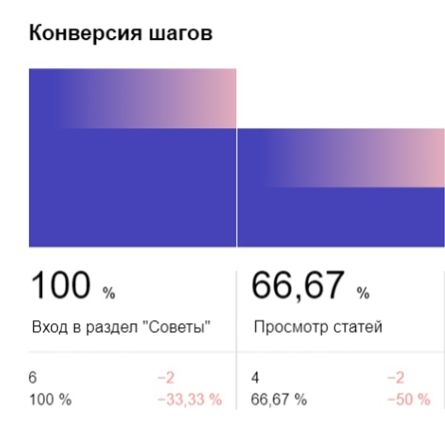 Конверсия шагов
100 %
Вход в раздел "Советы"
6 −2
100 % −33,33 %
66,67 %
Просмотр статей
4 −2
66,67 % −50 %